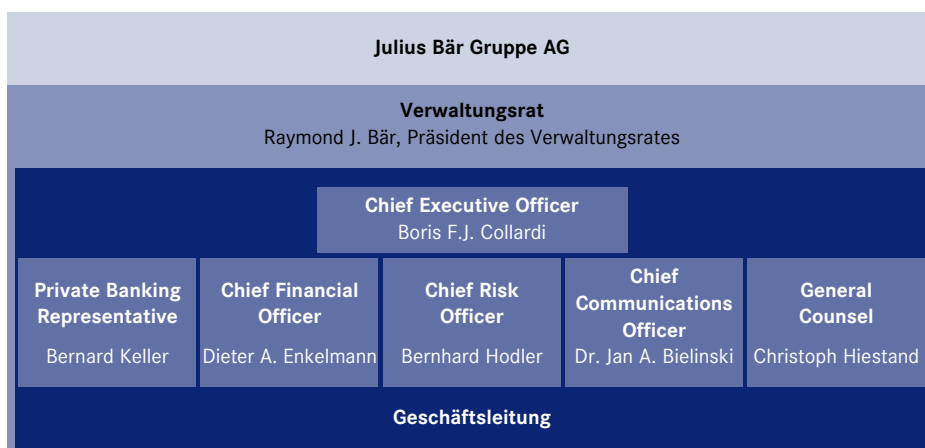 Julius Bär Gruppe AG
Verwaltungsrat
Raymond J. Bär, Präsident des Verwaltungsrates
Chief Executive Officer
Boris F.J. Collardi
Private Banking
Representative
Bernard Keller
Chief Financial
Officer
Dieter A. Enkelmann
Chief Risk
Officer
Bernhard Hodler
Chief
Communications
Officer
Dr. Jan A. Bielinski
General
Counsel
Christoph Hiestand
Geschäftsleitung